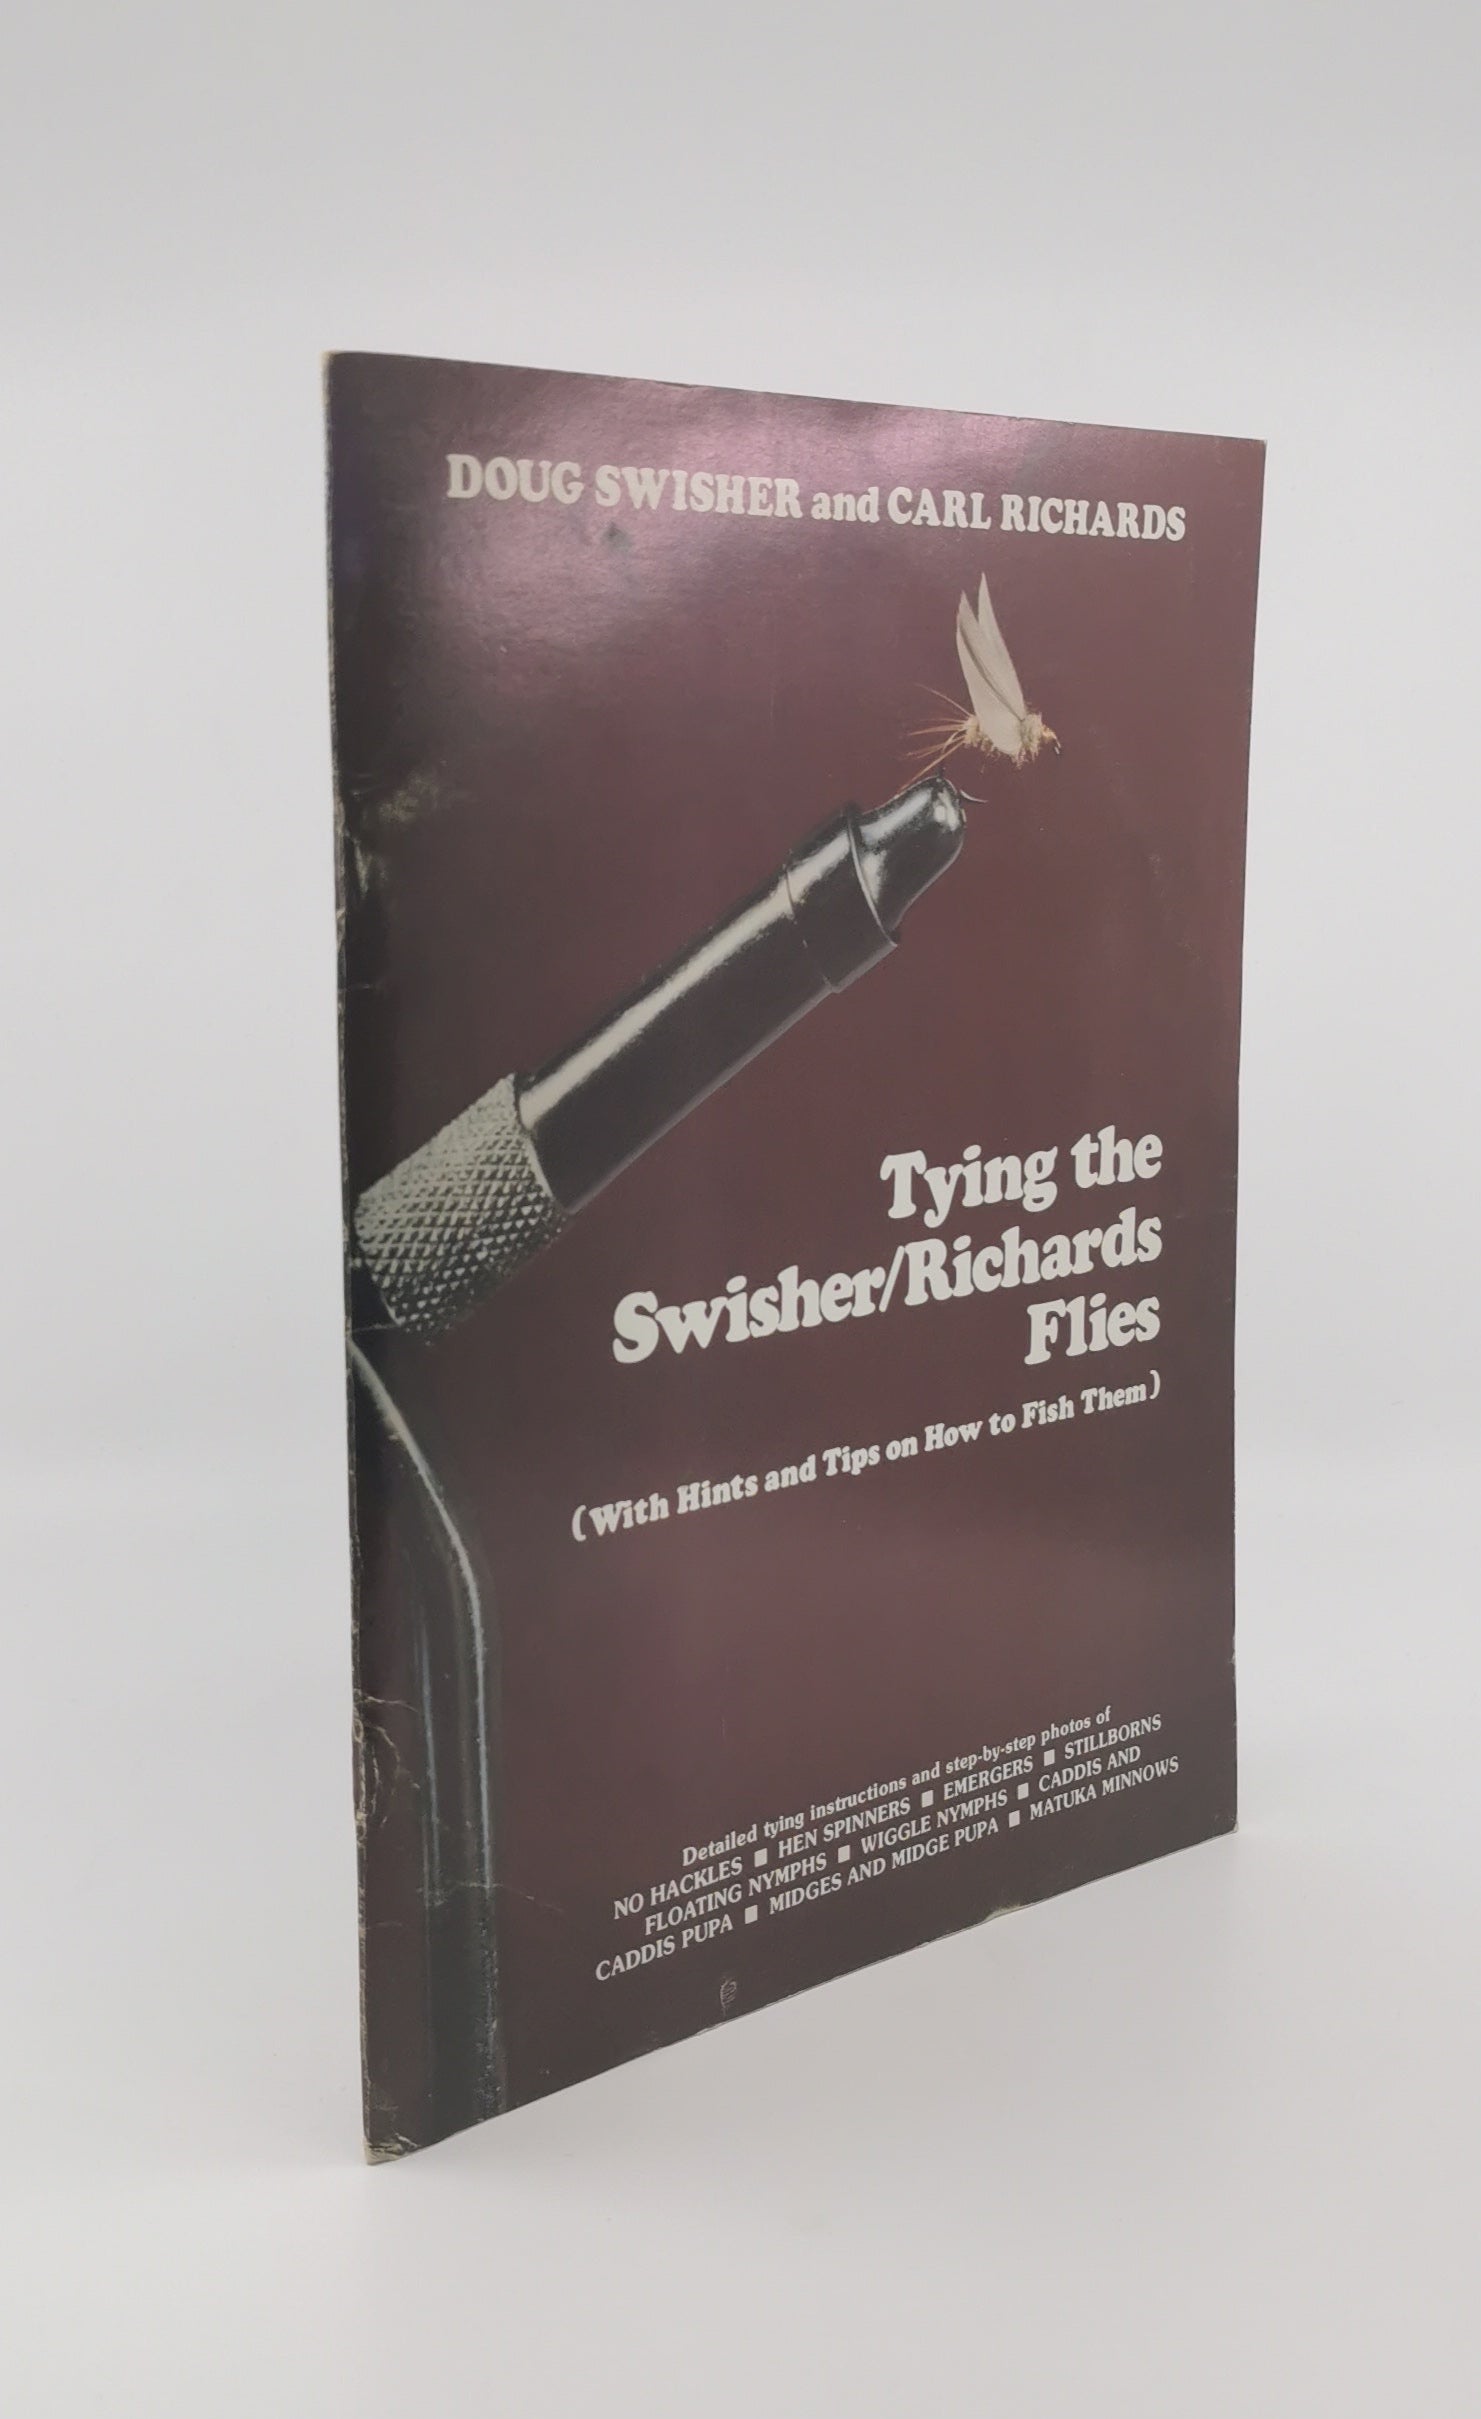 DOUG SWISHER and CARL RICHARDS
Tying the
Swisher/Richards
Flies
(With Hints and Tips on How to Fish Them)
Detailed tying instructions and step-by-step photos of
NO HACKLES ■ HEN SPINNERS ■ EMERGERS ■ STILLBORNS
FLOATING NYMPHS ■ WIGGLE NYMPHS ■ CADDIS AND
CADDIS PUPA ■ MIDGES AND MIDGE PUPA ■ MATUKA MINNOWS